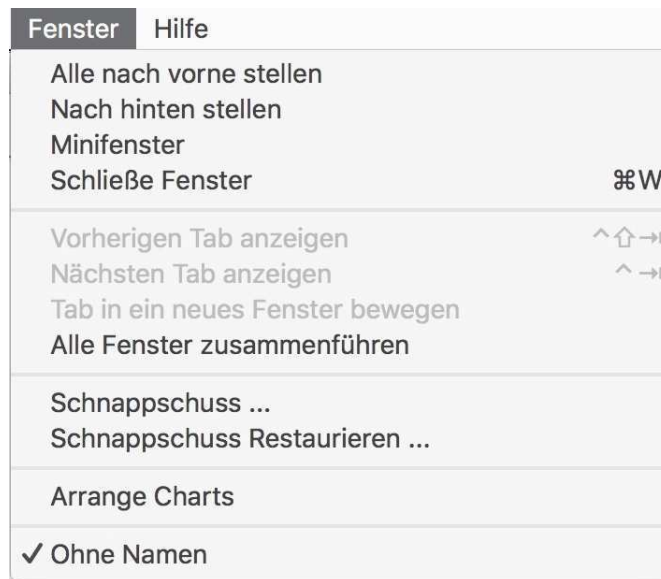 Fenster Hilfe
Alle nach vorne stellen
Nach hinten stellen
Minifenster
Schließe Fenster ⌘W
Vorherigen Tab anzeigen ^⇧→
Nächsten Tab anzeigen ^→
Tab in ein neues Fenster bewegen
Alle Fenster zusammenführen
Schnappschuss ...
Schnappschuss Restaurieren ...
Arrange Charts
✓ Ohne Namen